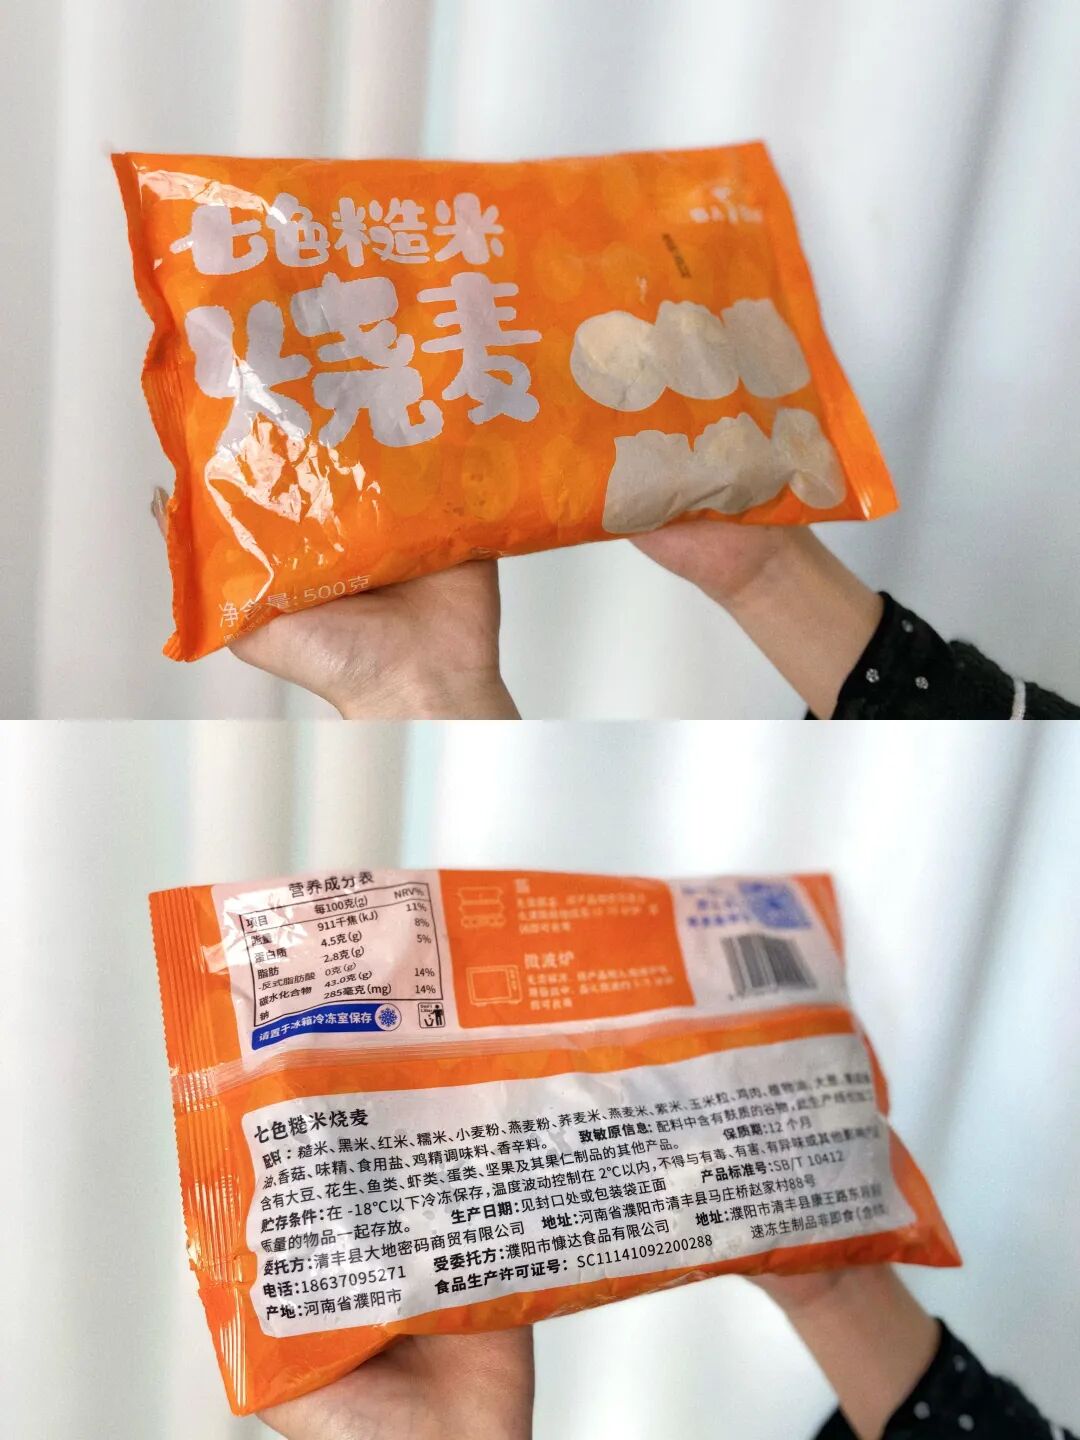 七色糙米
烧麦
净含量:500克
营养成分表
项目 每100克(g) NRV%
能量 911千焦(kJ) 11%
蛋白质 4.5克(g) 8%
脂肪 2.8克(g) 5%
-反式脂肪酸 0克(g)
碳水化合物 43.0克(g) 14%
钠 285毫克(mg) 14%
请置于冰箱冷冻室保存
微波炉
七色糙米烧麦
配料:糙米、黑米、红米、糯米、小麦粉、燕麦粉、荞麦米、燕麦米、紫米、玉米粒、鸡肉、植物油、大葱、
油、香菇、味精、食用盐、鸡精调味料、香辛料。 致敏原信息:配料中含有麸质的谷物,此生产线也加工
含有大豆、花生、鱼类、虾类、蛋类、坚果及其果仁制品的其他产品。 保质期:12个月
贮存条件:在 -18℃以下冷冻保存,温度波动控制在 2℃以内,不得与有毒、有害、有异味或其他影响产品
质量的物品一起存放。 生产日期:见封口处或包装袋正面 产品标准号:SB/T 10412
委托方:清丰县大地密码商贸有限公司 地址:河南省濮阳市清丰县马庄桥赵家村88号
电话:18637095271 受委托方:濮阳市慷达食品有限公司 地址:濮阳市清丰县康王路东段
产地:河南省濮阳市 食品生产许可证号:SC11141092200288 速冻生制品非即食